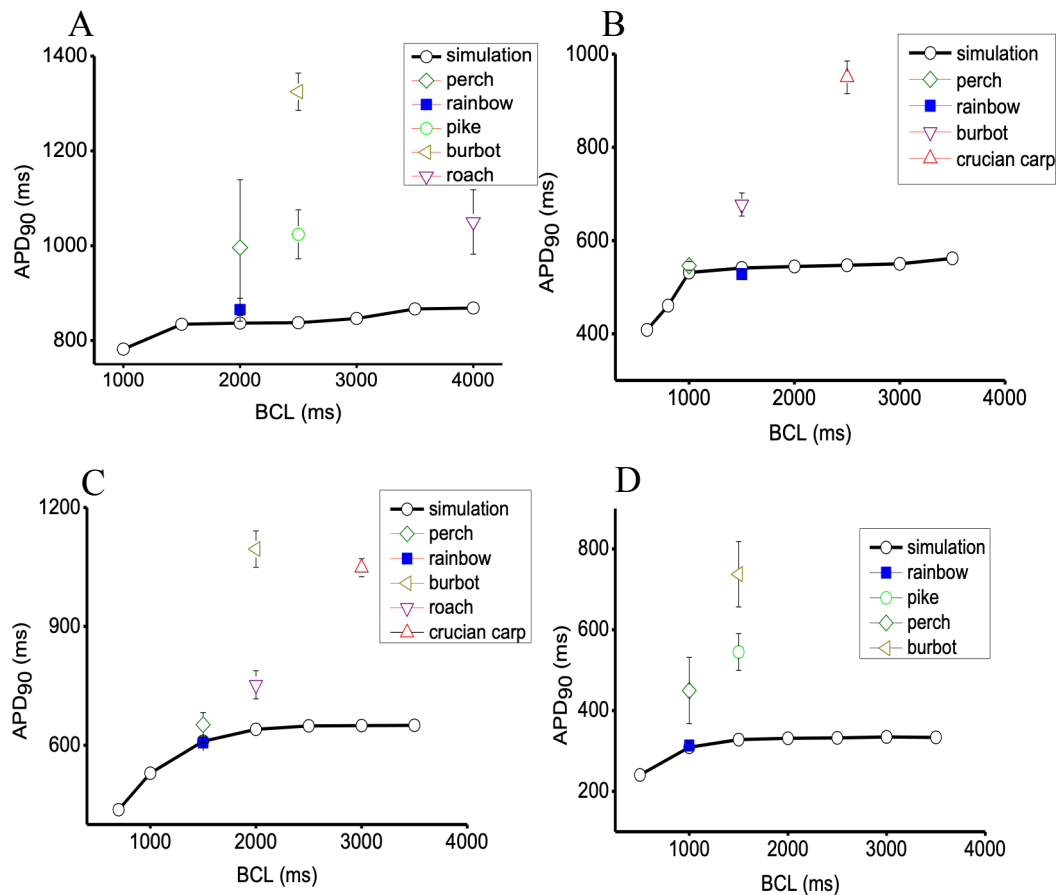 A
1400
1200
1000
800
APD90 (ms)
1000 2000 3000 4000
BCL (ms)
simulation
perch
rainbow
pike
burbot
roach
B
1000
800
600
400
APD90 (ms)
1000 2000 3000 4000
BCL (ms)
simulation
perch
rainbow
burbot
crucian carp
C
1200
900
600
APD90 (ms)
1000 2000 3000 4000
BCL (ms)
simulation
perch
rainbow
burbot
roach
crucian carp
D
800
600
400
200
APD90 (ms)
1000 2000 3000 4000
BCL (ms)
simulation
rainbow
pike
perch
burbot